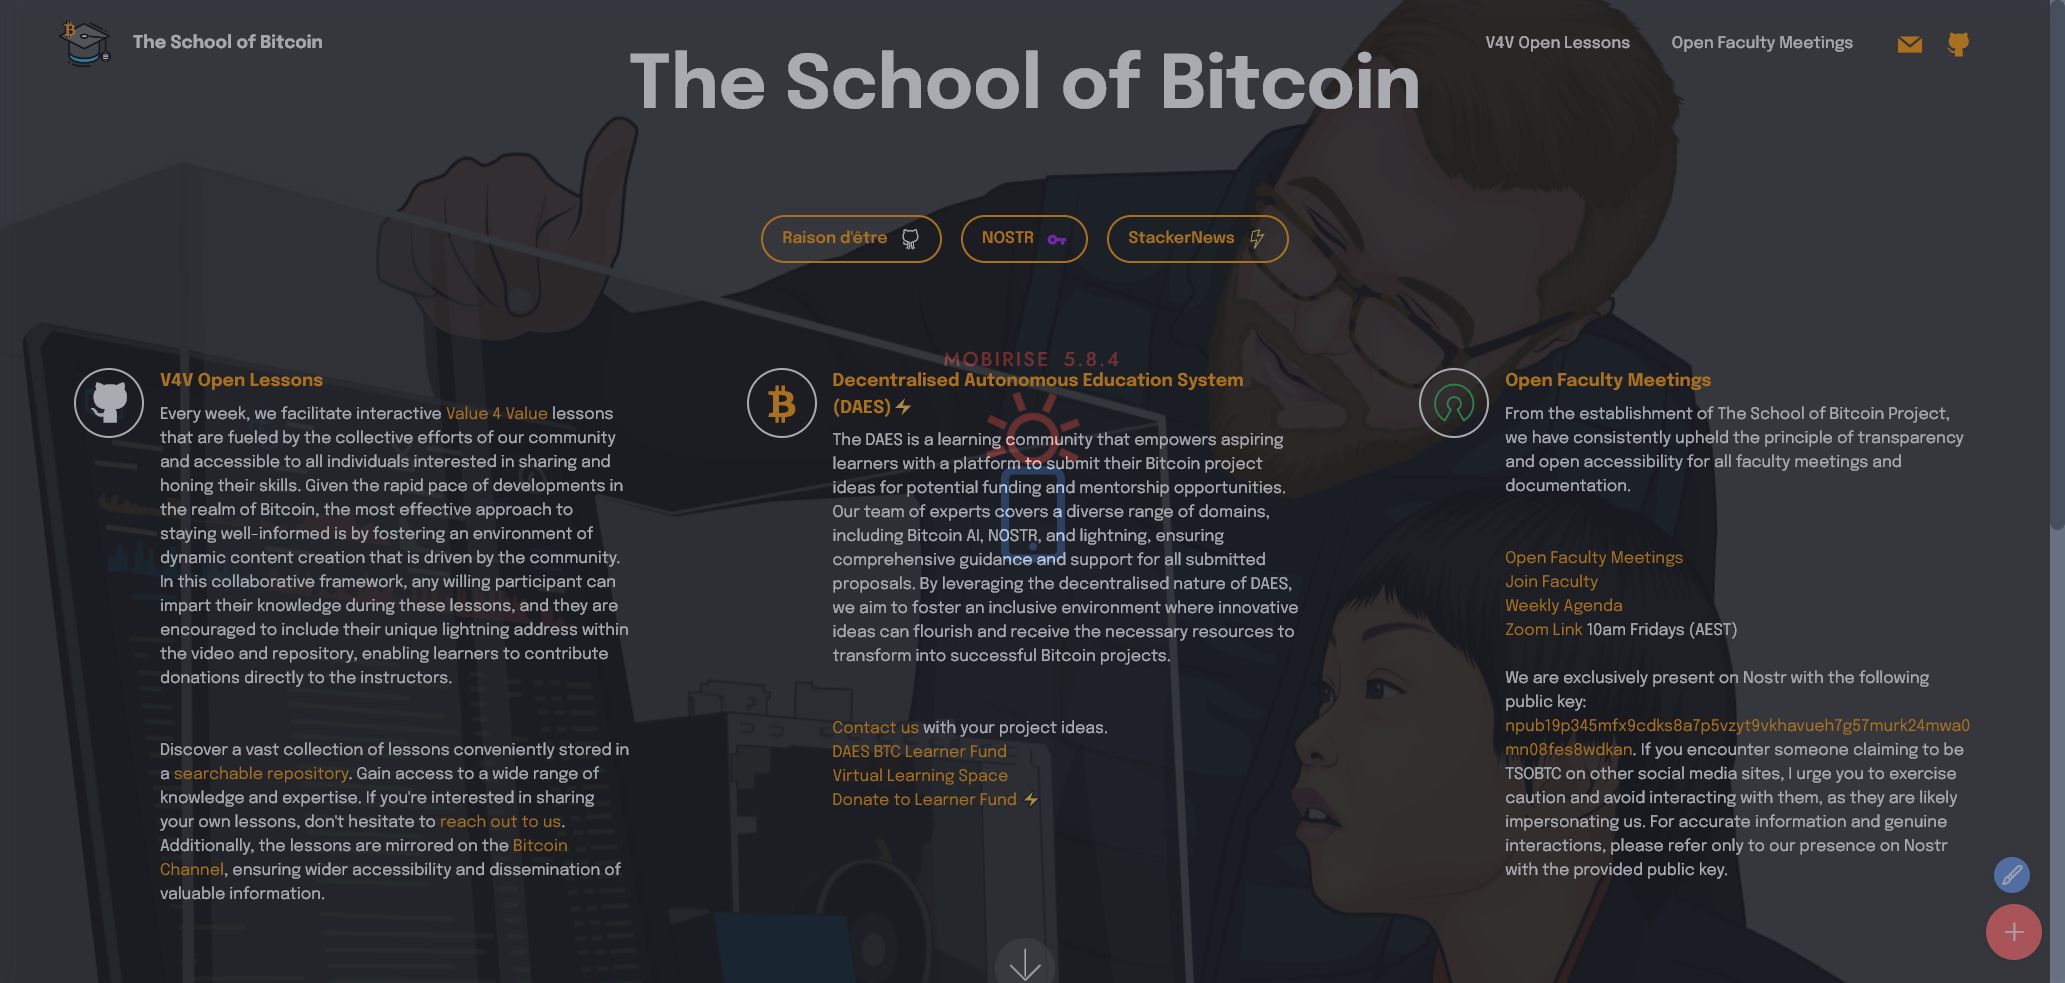 The School of Bitcoin
V4V Open Lessons
Open Faculty Meetings
The School of Bitcoin
Raison d'être
NOSTR
StackerNews
MOBIRISE 5.8.4
V4V Open Lessons
Every week, we facilitate interactive Value 4 Value lessons
that are fueled by the collective efforts of our community
and accessible to all individuals interested in sharing and
honing their skills. Given the rapid pace of developments in
the realm of Bitcoin, the most effective approach to
staying well-informed is by fostering an environment of
dynamic content creation that is driven by the community.
In this collaborative framework, any willing participant can
impart their knowledge during these lessons, and they are
encouraged to include their unique lightning address within
the video and repository, enabling learners to contribute
donations directly to the instructors.
Discover a vast collection of lessons conveniently stored in
a searchable repository. Gain access to a wide range of
knowledge and expertise. If you're interested in sharing
your own lessons, don't hesitate to reach out to us.
Additionally, the lessons are mirrored on the Bitcoin
Channel, ensuring wider accessibility and dissemination of
valuable information.
Decentralised Autonomous Education System
(DAES)⚡
The DAES is a learning community that empowers aspiring
learners with a platform to submit their Bitcoin project
ideas for potential funding and mentorship opportunities.
Our team of experts covers a diverse range of domains,
including Bitcoin AI, NOSTR, and lightning, ensuring
comprehensive guidance and support for all submitted
proposals. By leveraging the decentralised nature of DAES,
we aim to foster an inclusive environment where innovative
ideas can flourish and receive the necessary resources to
transform into successful Bitcoin projects.
Contact us with your project ideas.
DAES BTC Learner Fund
Virtual Learning Space
Donate to Learner Fund ⚡
Open Faculty Meetings
From the establishment of The School of Bitcoin Project,
we have consistently upheld the principle of transparency
and open accessibility for all faculty meetings and
documentation.
Open Faculty Meetings
Join Faculty
Weekly Agenda
Zoom Link 10am Fridays (AEST)
We are exclusively present on Nostr with the following
public key:
npub19p345mfx9cdks8a7p5vzyt9vkhavueh7g57murk24mwa0
mn08fes8wdkan. If you encounter someone claiming to be
TSOBTC on other social media sites, I urge you to exercise
caution and avoid interacting with them, as they are likely
impersonating us. For accurate information and genuine
interactions, please refer only to our presence on Nostr
with the provided public key.